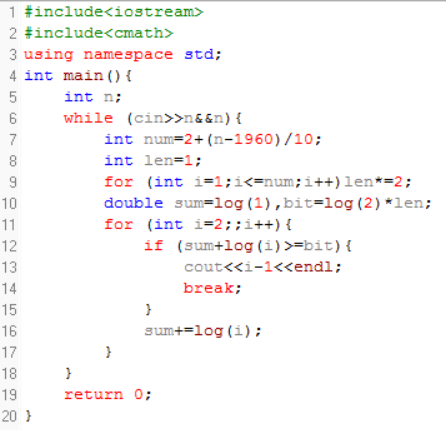 1 #include<iostream>
2 #include<cmath>
3 using namespace std;
4 int main(){
5     int n;
6     while (cin>>n&&n){
7         int num=2+(n-1960)/10;
8         int len=1;
9         for (int i=1;i<=num;i++)len*=2;
10         double sum=log(1),bit=log(2)*len;
11         for (int i=2;;i++){
12             if (sum+log(i)>=bit){
13                 cout<<i-1<<endl;
14                 break;
15             }
16             sum+=log(i);
17         }
18     }
19     return 0;
20 }